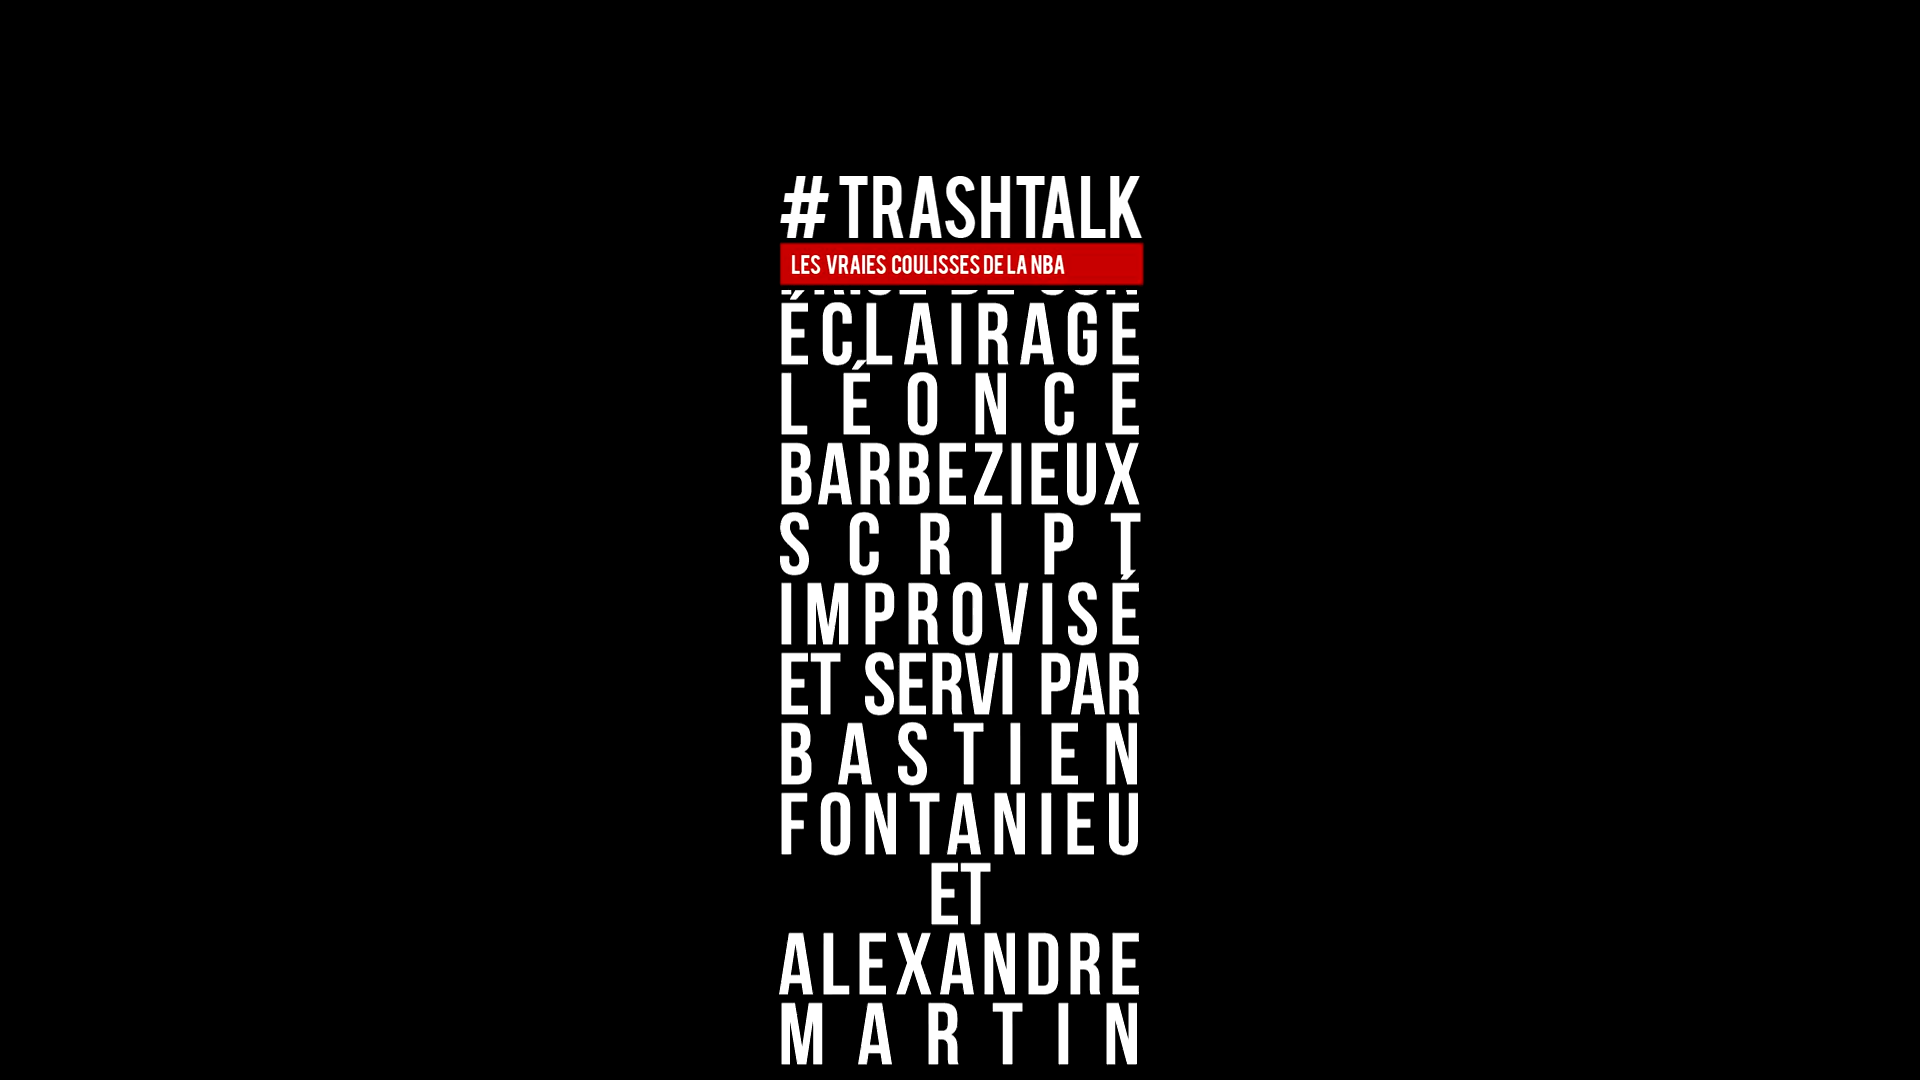 #TRASHTALK
LES VRAIES COULISSES DE LA NBA
ÉCLAIRAGE
LÉONCE
BARBEZIEUX
SCRIPT
IMPROVISÉ
ET SERVI PAR
BASTIEN
FONTANIEU
ET
ALEXANDRE
MARTIN